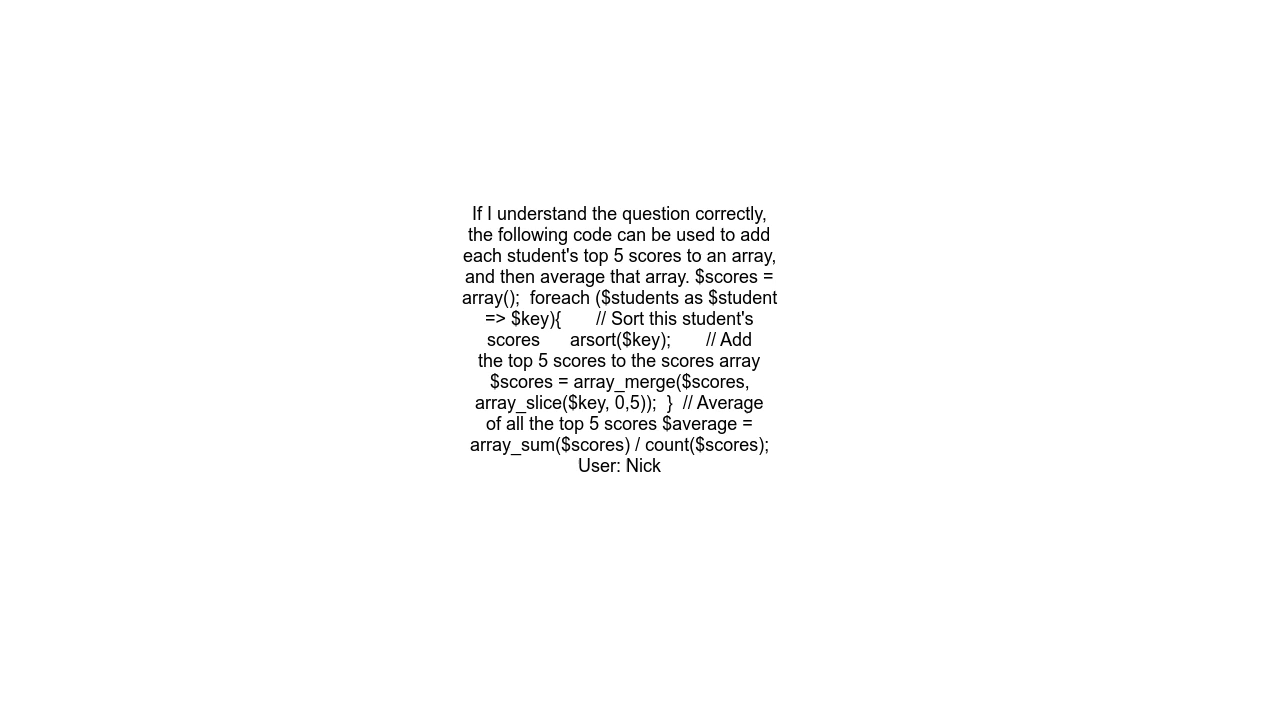 If I understand the question correctly,
the following code can be used to add
each student's top 5 scores to an array,
and then average that array. $scores =
array();  foreach ($students as $student
=> $key){       // Sort this student's
scores      arsort($key);       // Add
the top 5 scores to the scores array
$scores = array_merge($scores,
array_slice($key, 0,5));  }  // Average
of all the top 5 scores $average =
array_sum($scores) / count($scores);
User: Nick